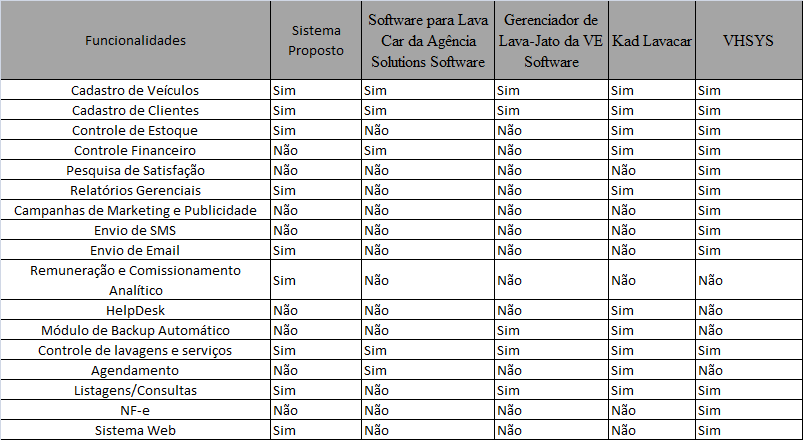 Funcionalidades | Sistema Proposto | Software para Lava Car da Agência Solutions Software | Gerenciador de Lava-Jato da VE Software | Kad Lavacar | VHSYS
Cadastro de Veículos | Sim | Sim | Sim | Sim | Sim
Cadastro de Clientes | Sim | Sim | Sim | Sim | Sim
Controle de Estoque | Sim | Não | Não | Sim | Sim
Controle Financeiro | Não | Sim | Não | Sim | Sim
Pesquisa de Satisfação | Não | Não | Não | Não | Sim
Relatórios Gerenciais | Sim | Não | Não | Sim | Sim
Campanhas de Marketing e Publicidade | Não | Não | Não | Não | Sim
Envio de SMS | Não | Não | Não | Não | Sim
Envio de Email | Sim | Não | Não | Não | Sim
Remuneração e Comissionamento Analítico | Sim | Não | Não | Não | Não
HelpDesk | Não | Não | Não | Sim | Não
Módulo de Backup Automático | Não | Não | Sim | Sim | Não
Controle de lavagens e serviços | Sim | Sim | Sim | Sim | Sim
Agendamento | Não | Sim | Não | Sim | Não
Listagens/Consultas | Sim | Não | Sim | Sim | Sim
NF-e | Não | Não | Não | Não | Sim
Sistema Web | Sim | Não | Não | Não | Sim